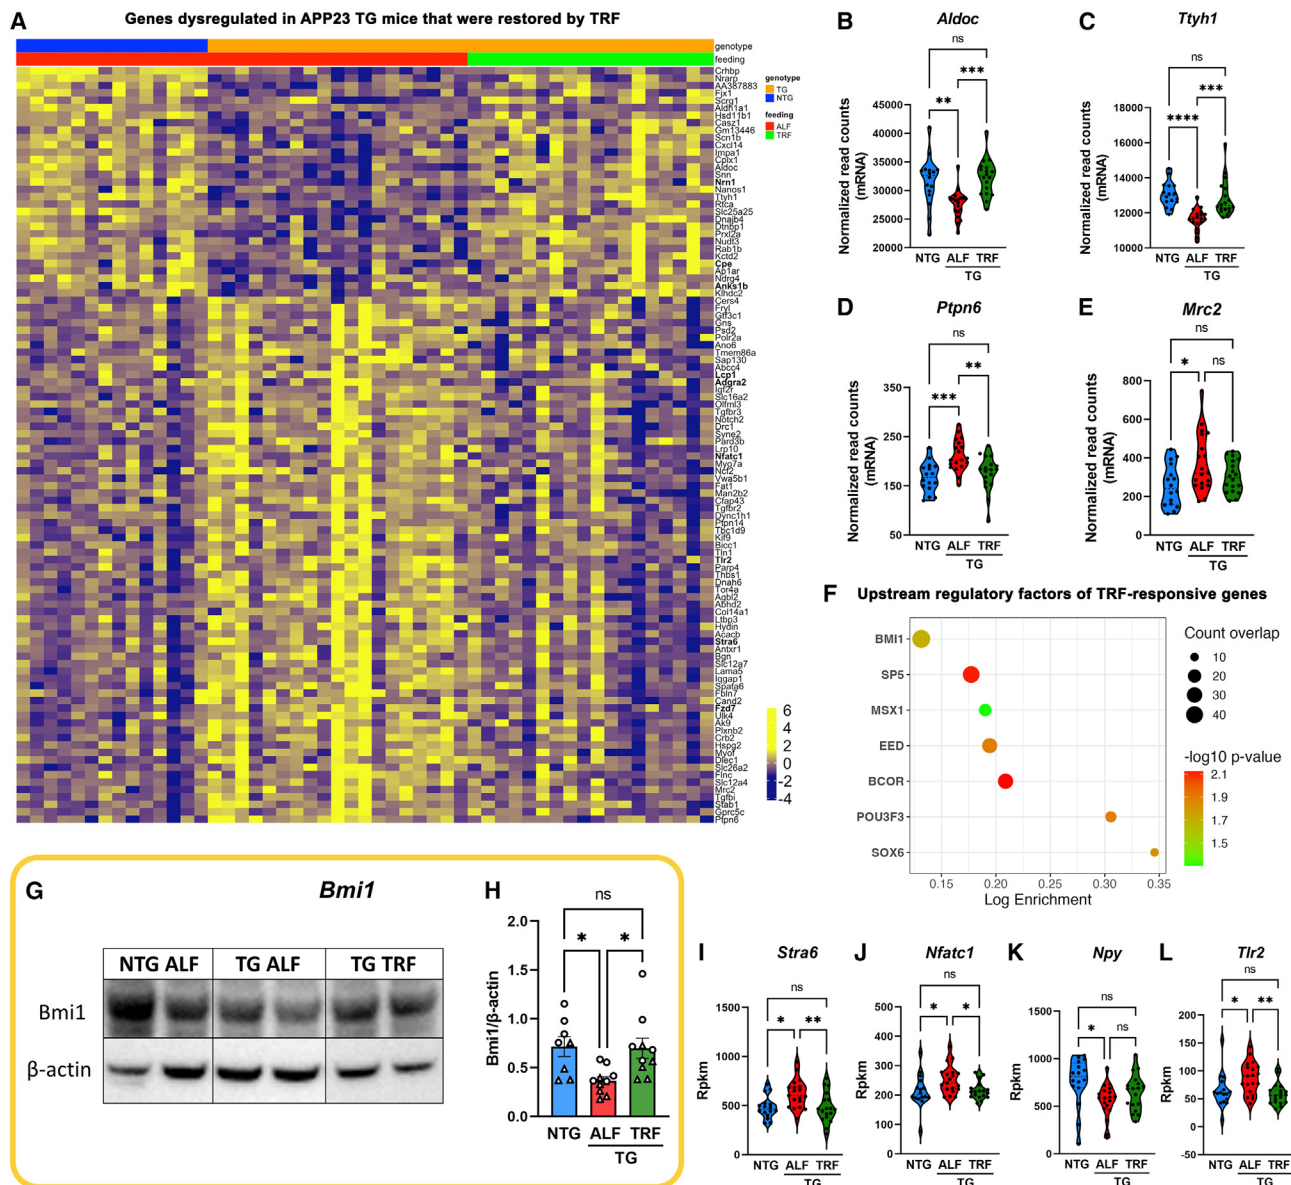 A
Genes dysregulated in APP23 TG mice that were restored by TRF
genotype
feeding
Crhbp
Nrarp
AA387883
Fjx1
Scrg1
Aldh1a1
Hsd11b1
Casz1
Gm13446
Scn1b
Cxcl14
Impa1
Cplx1
Aldoc
Snn
Nrn1
Nanos1
Ttyh1
Rtca
Slc25a25
Dnajb4
Dtnbp1
Prxl2a
Nudt3
Rab1b
Kctd2
Cpe
Ap1ar
Ndrg4
Anks1b
Klhdc2
Cers4
Fryl
Gtf3c1
Gns
Psd2
Polr2a
Ano6
Tmem86a
Sap130
Abcc4
Lcp1
Adgra2
Igf2r
Slc16a2
Olfml3
Tgfbr3
Notch2
Drc1
Syne2
Pard3b
Lrp10
Nfatc1
Myo7a
Ncf2
Vwa5b1
Fat1
Man2b2
Cfap43
Tgfbr2
Dync1h1
Ptpn14
Tbc1d9
Kif9
Bicc1
Tln1
Tlr2
Parp4
Thbs1
Dnah6
Tor4a
Agbl2
Abhd2
Col14a1
Ltbp3
Hydin
Acacb
Stra6
Antxr1
Bgn
Slc12a7
Lama5
Iqgap1
Spata6
Fbln7
Cand2
Fzd7
Ulk4
Ak9
Plxnb2
Crb2
Hspg2
Myof
Dlec1
Slc26a2
Flnc
Slc12a4
Mrc2
Tgfbi
Stab1
Gprc5c
Ptpn6
genotype
TG
NTG
feeding
ALF
TRF
6
4
2
0
-2
-4
B
Aldoc
ns
**
***
Normalized read counts
(mRNA)
45000
40000
35000
30000
25000
20000
NTG ALF TRF
TG
C
Ttyh1
ns
****
***
Normalized read counts
(mRNA)
18000
16000
14000
12000
10000
NTG ALF TRF
TG
D
Ptpn6
ns
***
**
Normalized read counts
(mRNA)
350
250
150
50
NTG ALF TRF
TG
E
Mrc2
ns
*
ns
Normalized read counts
(mRNA)
800
600
400
200
0
NTG ALF TRF
TG
F
Upstream regulatory factors of TRF-responsive genes
BMI1
SP5
MSX1
EED
BCOR
POU3F3
SOX6
0.15 0.20 0.25 0.30 0.35
Log Enrichment
Count overlap
10
20
30
40
-log10 p-value
2.1
1.9
1.7
1.5
G
Bmi1
NTG ALF TG ALF TG TRF
Bmi1
β-actin
H
ns
*
*
Bmi1/β-actin
2.0
1.5
1.0
0.5
0.0
NTG ALF TRF
TG
I
Stra6
ns
*
**
Rpkm
1500
1000
500
0
NTG ALF TRF
TG
J
Nfatc1
ns
*
*
Rpkm
500
400
300
200
100
0
NTG ALF TRF
TG
K
Npy
ns
*
ns
Rpkm
1500
1000
500
0
NTG ALF TRF
TG
L
Tlr2
ns
*
**
Rpkm
200
150
100
50
0
-50
NTG ALF TRF
TG